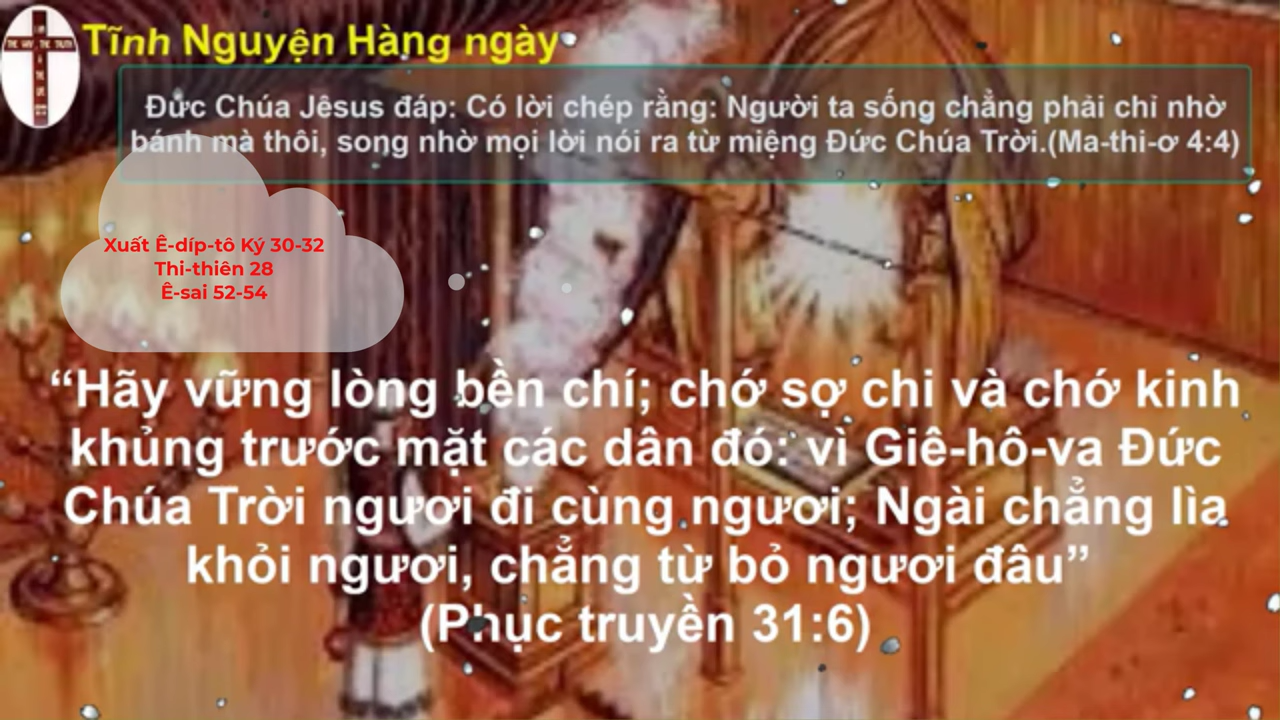 Tĩnh Nguyện Hàng ngày
Đức Chúa Jêsus đáp: Có lời chép rằng: Người ta sống chẳng phải chỉ nhờ
bánh mà thôi, song nhờ mọi lời nói ra từ miệng Đức Chúa Trời.(Ma-thi-ơ 4:4)
Xuất Ê-díp-tô Ký 30-32
Thi-thiên 28
Ê-sai 52-54
“Hãy vững lòng bền chí; chớ sợ chi và chớ kinh
khủng trước mặt các dân đó: vì Giê-hô-va Đức
Chúa Trời ngươi đi cùng ngươi; Ngài chẳng lìa
khỏi ngươi, chẳng từ bỏ ngươi đâu”
(Phục truyền 31:6)
THE WAY THE TRUTH